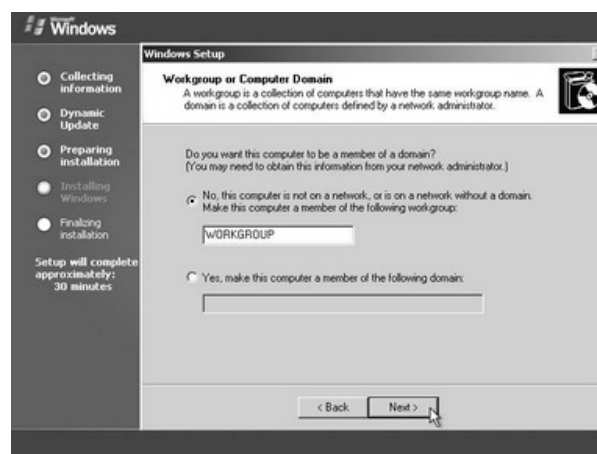 Microsoft
Windows
Collecting
information
Dynamic
Update
Preparing
installation
Installing
Windows
Finalizing
installation
Setup will complete
approximately:
30 minutes
Windows Setup
Workgroup or Computer Domain
A workgroup is a collection of computers that have the same workgroup name. A
domain is a collection of computers defined by a network administrator.
Do you want this computer to be a member of a domain?
(You may need to obtain this information from your network administrator.)
No, this computer is not on a network, or is on a network without a domain.
Make this computer a member of the following workgroup:
WORKGROUP
Yes, make this computer a member of the following domain:
< Back
Next >